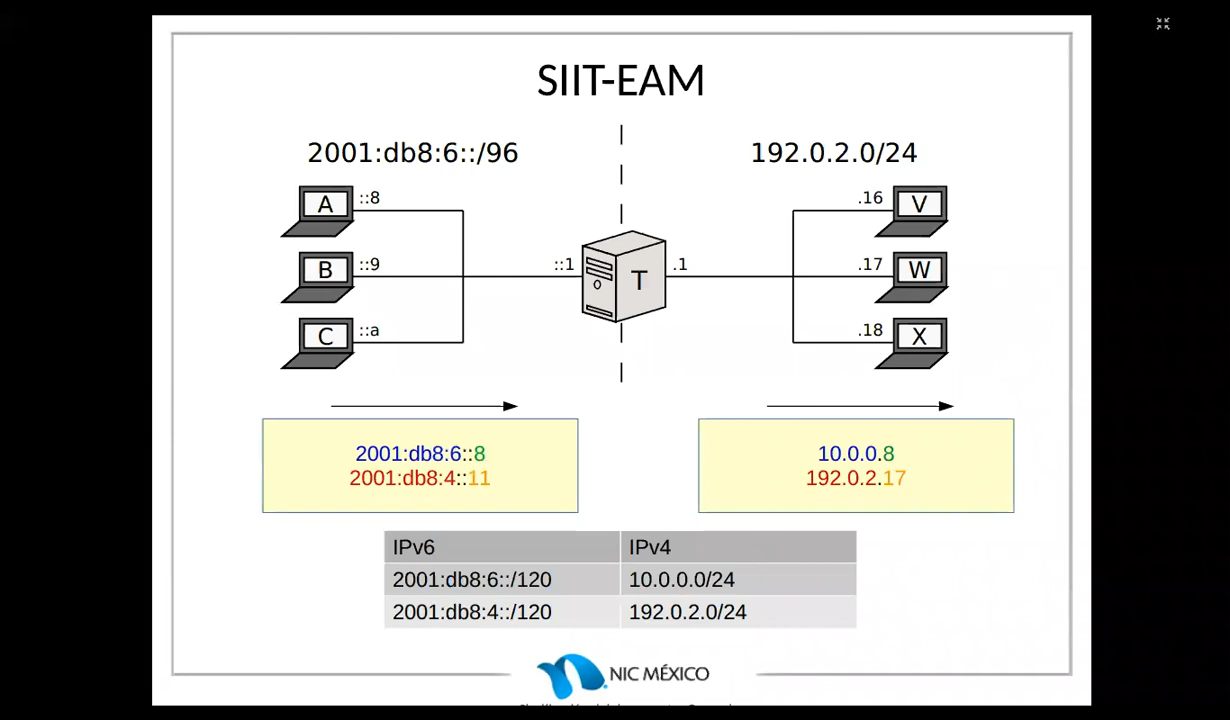 SIIT-EAM
2001:db8:6::/96
192.0.2.0/24
A ::8
.16 V
B ::9
::1 T .1
.17 W
C ::a
.18 X
2001:db8:6::8
2001:db8:4::11
10.0.0.8
192.0.2.17
IPv6 IPv4
2001:db8:6::/120 10.0.0.0/24
2001:db8:4::/120 192.0.2.0/24
NIC MÉXICO